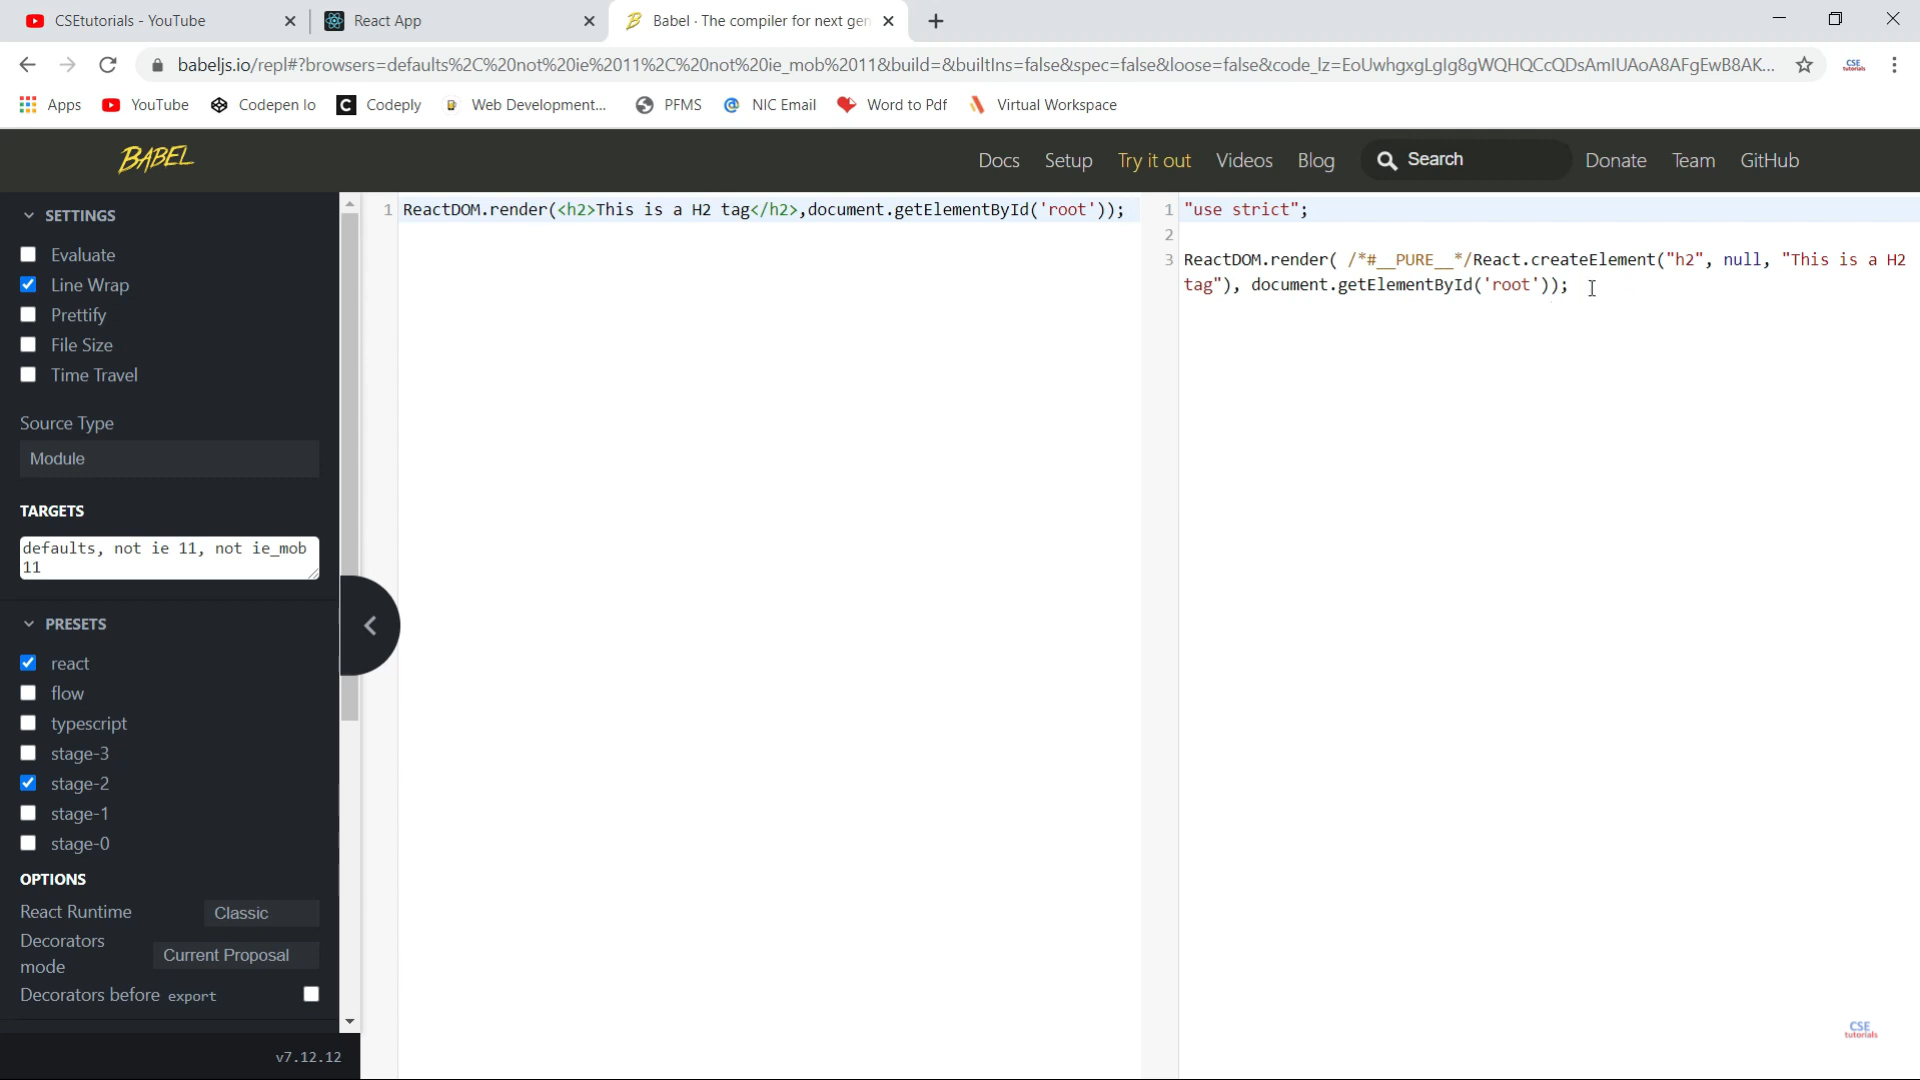 CSEtutorials - YouTube
React App
Babel · The compiler for next gen
babeljs.io/repl#?browsers=defaults%2C%20not%20ie%2011%2C%20not%20ie_mob%2011&build=&builtIns=false&spec=false&loose=false&code_lz=EoUwhgxgLgIg8gWQHQCcQDsAmIUAoA8AFgEwB8AK...
CSE tutorials
Apps YouTube Codepen Io Codeply Web Development... PFMS NIC Email Word to Pdf Virtual Workspace
BABEL
Docs Setup Try it out Videos Blog Search Donate Team GitHub
SETTINGS
Evaluate
Line Wrap
Prettify
File Size
Time Travel
Source Type
Module
TARGETS
defaults, not ie 11, not ie_mob
11
PRESETS
react
flow
typescript
stage-3
stage-2
stage-1
stage-0
OPTIONS
React Runtime Classic
Decorators
mode Current Proposal
Decorators before export
v7.12.12
1 ReactDOM.render(<h2>This is a H2 tag</h2>,document.getElementById('root'));
1 "use strict";
2
3 ReactDOM.render( /*#__PURE__*/React.createElement("h2", null, "This is a H2
tag"), document.getElementById('root'));
CSE
tutorials